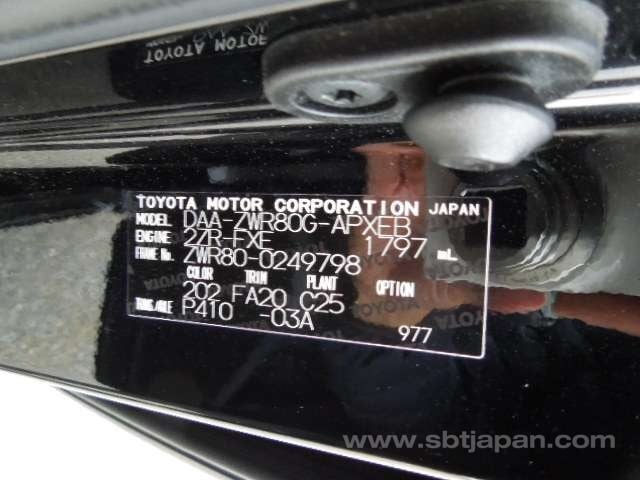 TOYOTA MOTOR CORPORATION JAPAN
MODEL DAA-ZWR80G-APXEB
ENGINE 2ZR-FXE 1797 mL
FRAME No. ZWR80-0249798
COLOR TRIM PLANT OPTION
202 FA20 C25
TRANS/AXLE P410 -03A
977
www.sbtjapan.com